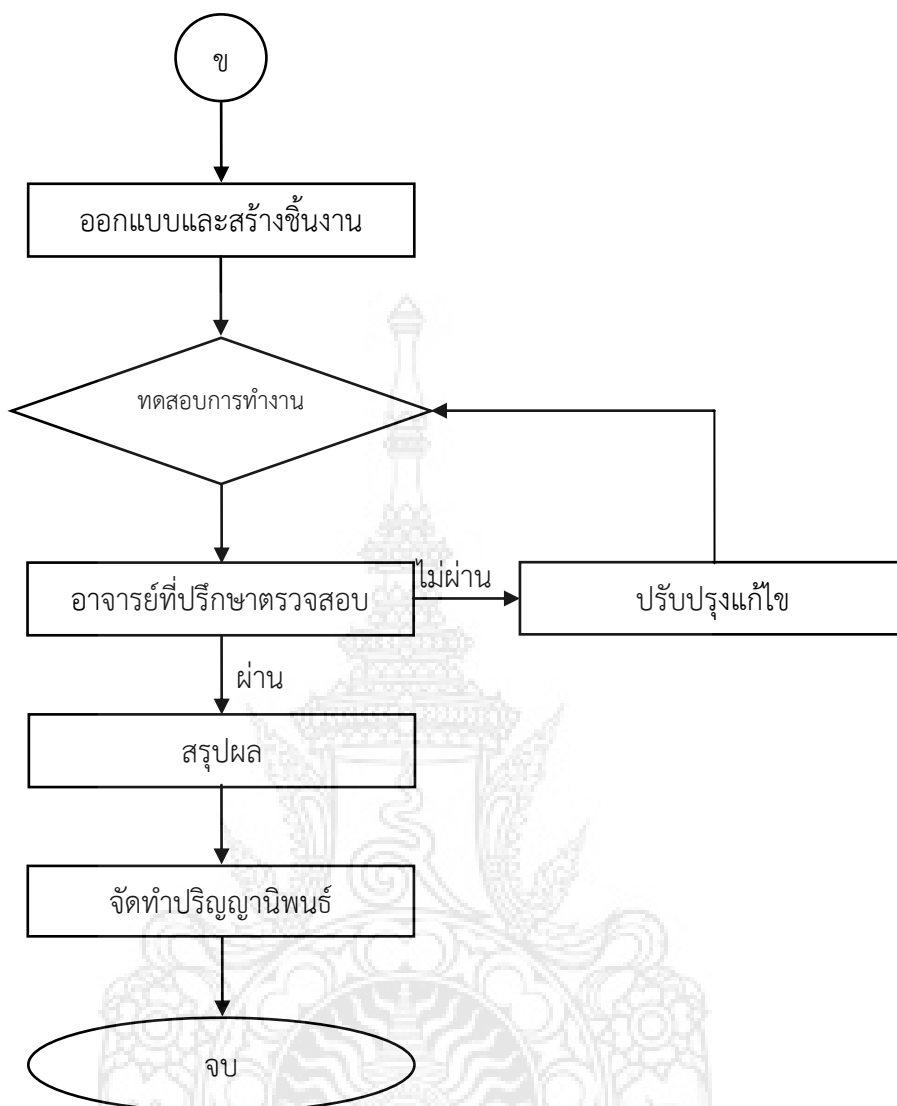 ข
ออกแบบและสร้างชิ้นงาน
ทดสอบการทำงาน
อาจารย์ที่ปรึกษาตรวจสอบ
ไม่ผ่าน
ปรับปรุงแก้ไข
ผ่าน
สรุปผล
จัดทำปริญญานิพนธ์
จบ